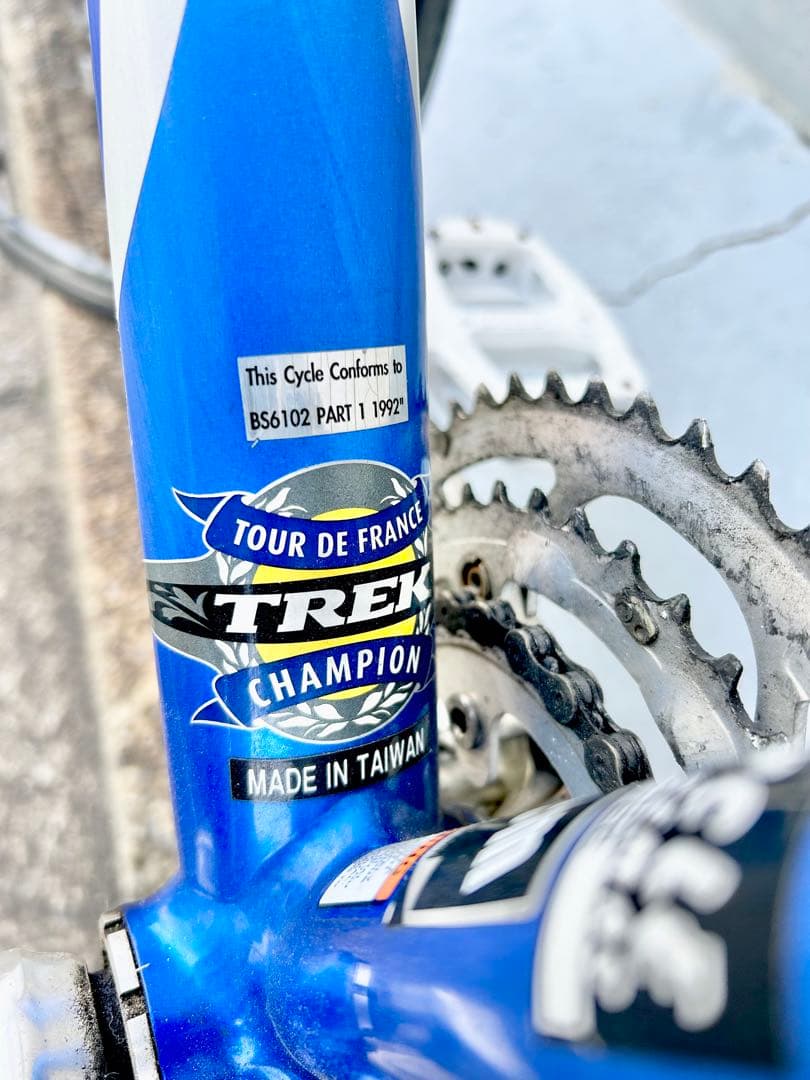 This Cycle Conforms to
BS6102 PART 1 1992"
TOUR DE FRANCE
TREK
CHAMPION
MADE IN TAIWAN